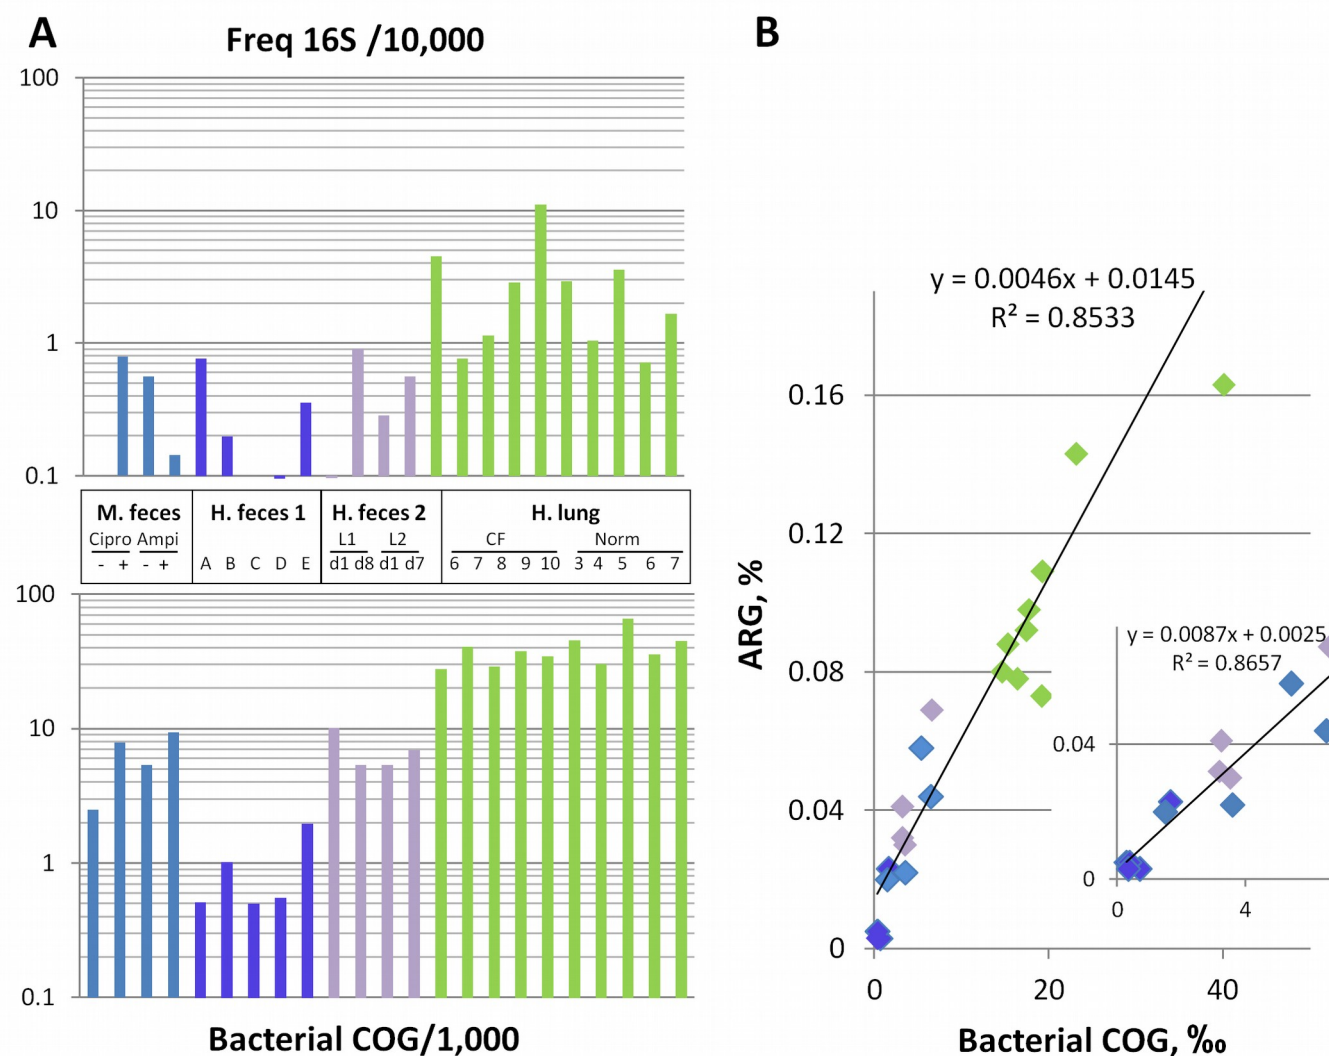 A
Freq 16S /10,000
100
10
1
0.1
M. feces H. feces 1 H. feces 2 H. lung
Cipro Ampi L1 L2 CF Norm
- + - + A B C D E d1 d8 d1 d7 6 7 8 9 10 3 4 5 6 7
100
10
1
0.1
Bacterial COG/1,000
B
y = 0.0046x + 0.0145
R² = 0.8533
ARG, %
0.16
0.12
0.08
0.04
0
0 20 40
Bacterial COG, ‰
y = 0.0087x + 0.0025
R² = 0.8657
0.04
0
0 4